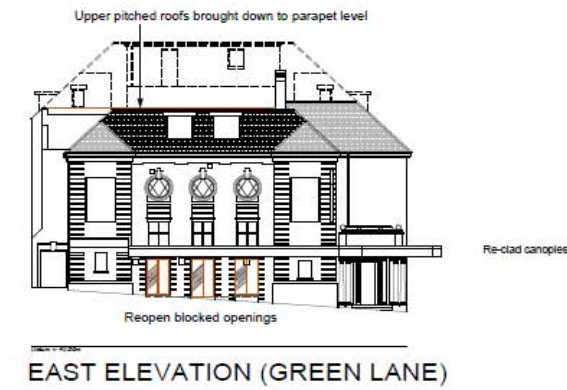 Upper pitched roofs brought down to parapet level
Re-clad canopies
Reopen blocked openings
EAST ELEVATION (GREEN LANE)